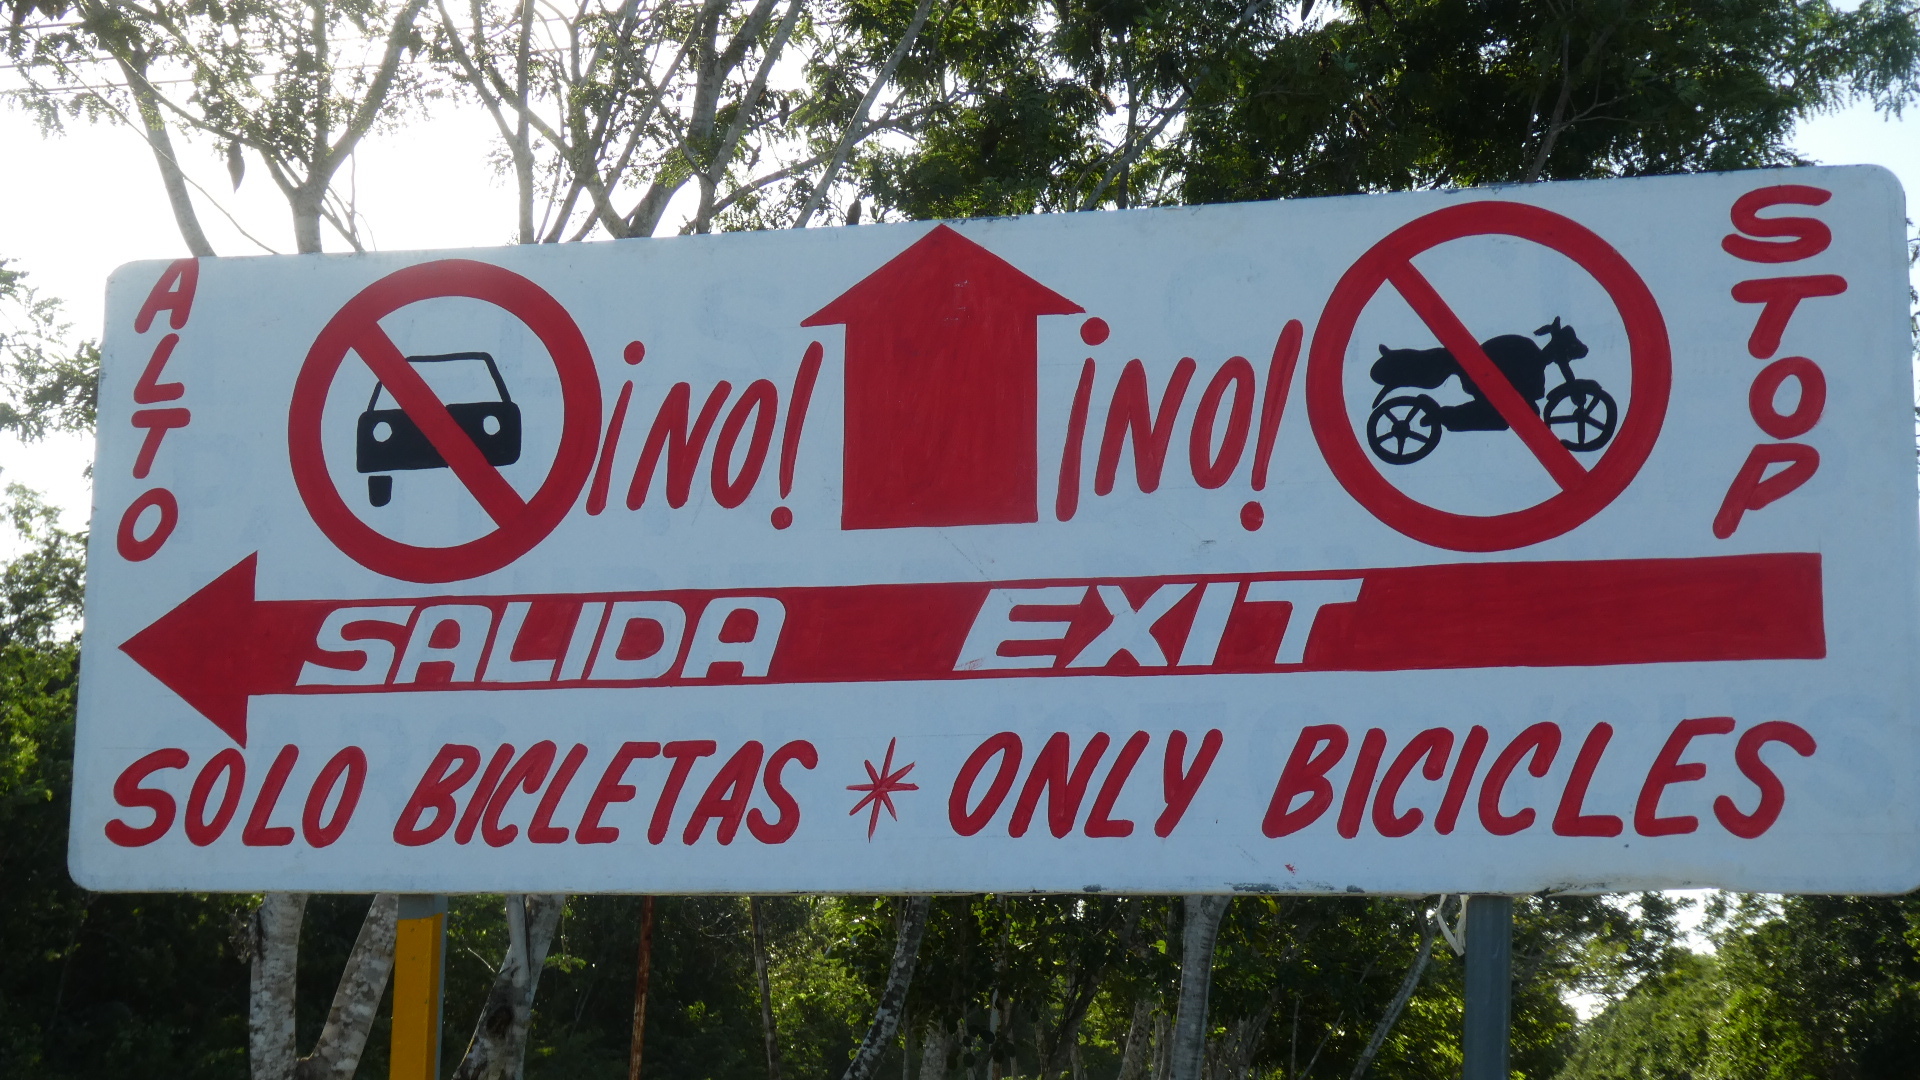 ALTO
¡NO!
¡NO!
STOP
SALIDA EXIT
SOLO BICLETAS * ONLY BICICLES